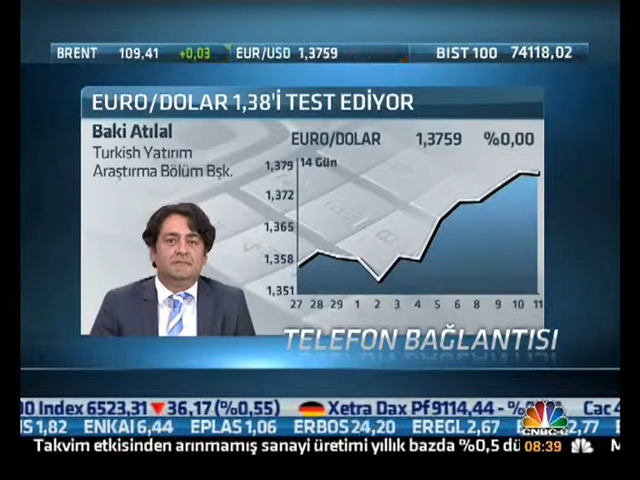 BRENT 109,41 +0,03 EUR/USD 1,3759 BIST 100 74118,02
EURO/DOLAR 1,38'İ TEST EDİYOR
Baki Atılal
Turkish Yatırım
Araştırma Bölüm Bşk.
EURO/DOLAR 1,3759 %0,00
14 Gün
1,379
1,372
1,365
1,358
1,351
27 28 29 1 2 3 4 5 6 8 9 10 11
TELEFON BAĞLANTISI
0 Index 6523,31 36,17 (%0,55) Xetra Dax Pf 9114,44 - % Cac 4
IS 1,82 ENKAI 6,44 EPLAS 1,06 ERBOS 24,20 EREGL 2,67 2,77
CNBC-e
Takvim etkisinden arınmamış sanayi üretimi yıllık bazda %0,5 dü 08:39